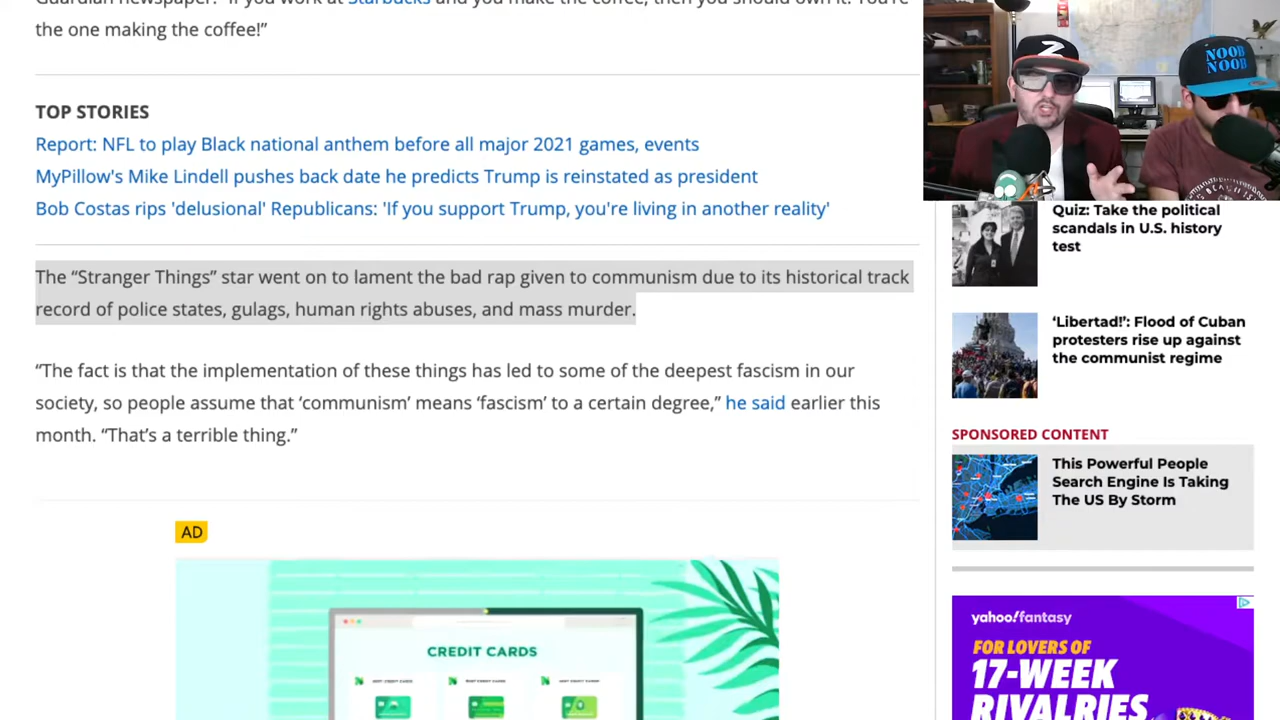 Guardian newspaper: “If you work at Starbucks and you make the coffee, then you should own it. You’re
the one making the coffee!”
TOP STORIES
Report: NFL to play Black national anthem before all major 2021 games, events
MyPillow's Mike Lindell pushes back date he predicts Trump is reinstated as president
Bob Costas rips 'delusional' Republicans: 'If you support Trump, you're living in another reality'
The “Stranger Things” star went on to lament the bad rap given to communism due to its historical track
record of police states, gulags, human rights abuses, and mass murder.
“The fact is that the implementation of these things has led to some of the deepest fascism in our
society, so people assume that ‘communism’ means ‘fascism’ to a certain degree,” he said earlier this
month. “That’s a terrible thing.”
AD
CREDIT CARDS
Z
NOOB
NOOB
Quiz: Take the political
scandals in U.S. history
test
‘Libertad!’: Flood of Cuban
protesters rise up against
the communist regime
SPONSORED CONTENT
This Powerful People
Search Engine Is Taking
The US By Storm
yahoo!fantasy
FOR LOVERS OF
17-WEEK
RIVALRIES